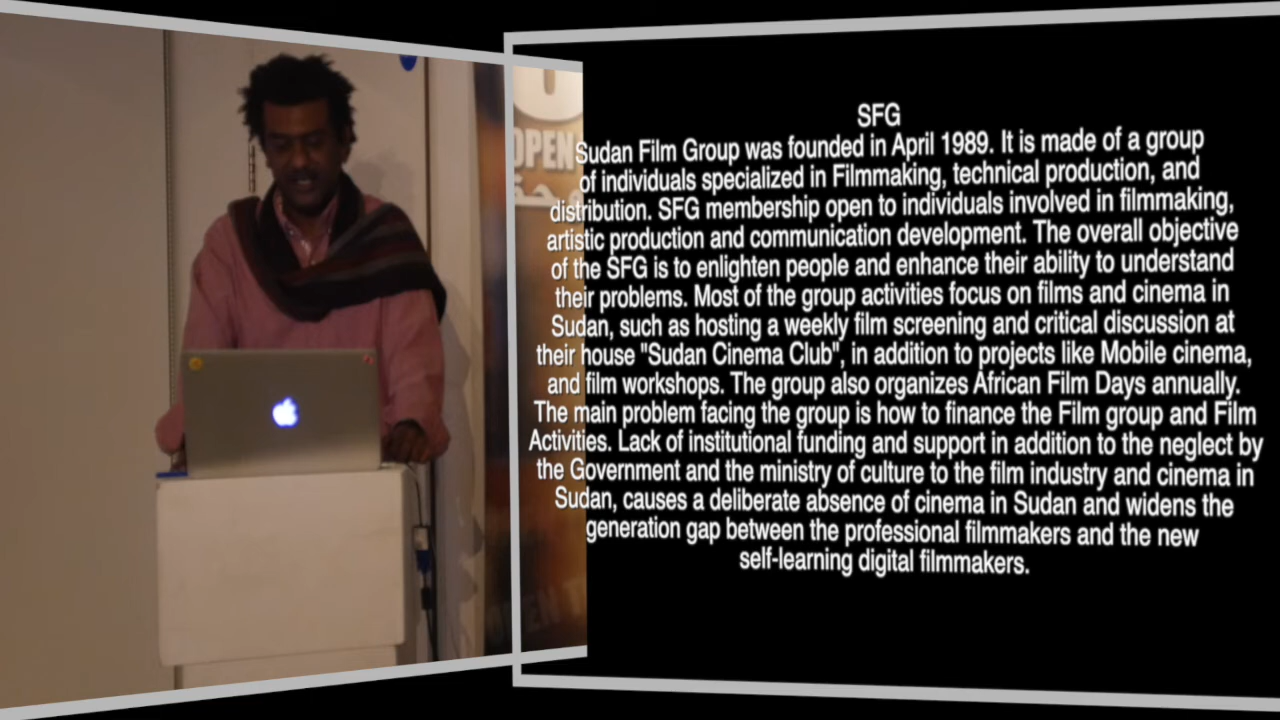 OPEN
SFG
Sudan Film Group was founded in April 1989. It is made of a group
of individuals specialized in Filmmaking, technical production, and
distribution. SFG membership open to individuals involved in filmmaking,
artistic production and communication development. The overall objective
of the SFG is to enlighten people and enhance their ability to understand
their problems. Most of the group activities focus on films and cinema in
Sudan, such as hosting a weekly film screening and critical discussion at
their house "Sudan Cinema Club", in addition to projects like Mobile cinema,
and film workshops. The group also organizes African Film Days annually.
The main problem facing the group is how to finance the Film group and Film
Activities. Lack of institutional funding and support in addition to the neglect by
the Government and the ministry of culture to the film industry and cinema in
Sudan, causes a deliberate absence of cinema in Sudan and widens the
generation gap between the professional filmmakers and the new
self-learning digital filmmakers.